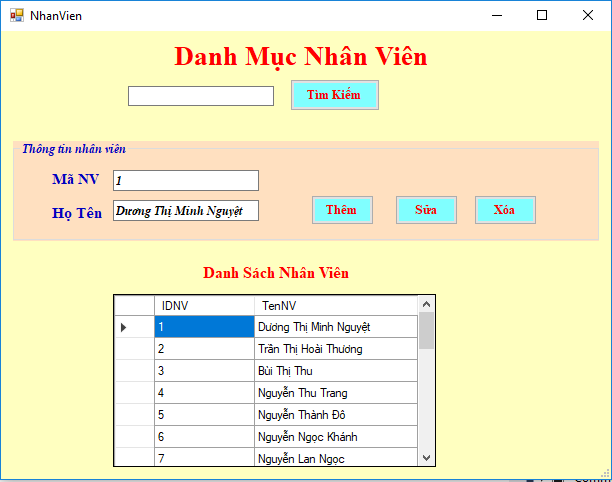 NhanVien
Danh Mục Nhân Viên
Tìm Kiếm
Thông tin nhân viên
Mã NV 1
Họ Tên Dương Thị Minh Nguyệt
Thêm Sửa Xóa
Danh Sách Nhân Viên
IDNV TenNV
1 Dương Thị Minh Nguyệt
2 Trần Thị Hoài Thương
3 Bùi Thị Thu
4 Nguyễn Thu Trang
5 Nguyễn Thành Đô
6 Nguyễn Ngọc Khánh
7 Nguyễn Lan Ngọc